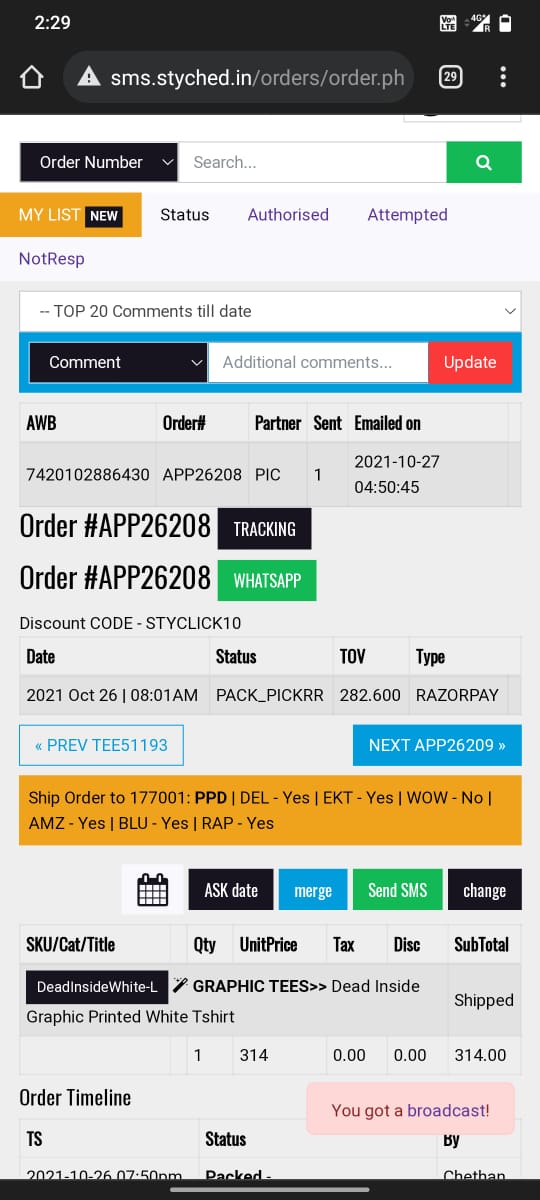 2:29
VoLTE 4G R
sms.styched.in/orders/order.ph
29
Order Number
Search...
MY LIST NEW
Status
Authorised
Attempted
NotResp
-- TOP 20 Comments till date
Comment
Additional comments...
Update
AWB Order# Partner Sent Emailed on
7420102886430 APP26208 PIC 1 2021-10-27
04:50:45
Order #APP26208 TRACKING
Order #APP26208 WHATSAPP
Discount CODE - STYCLICK10
Date Status TOV Type
2021 Oct 26 | 08:01AM PACK_PICKRR 282.600 RAZORPAY
« PREV TEE51193 NEXT APP26209 »
Ship Order to 177001: PPD | DEL - Yes | EKT - Yes | WOW - No |
AMZ - Yes | BLU - Yes | RAP - Yes
ASK date merge Send SMS change
SKU/Cat/Title Qty UnitPrice Tax Disc SubTotal
DeadInsideWhite-L GRAPHIC TEES>> Dead Inside
Graphic Printed White Tshirt Shipped
1 314 0.00 0.00 314.00
Order Timeline
You got a broadcast!
TS Status By
2021-10-26 07:50pm Packed - Chethan